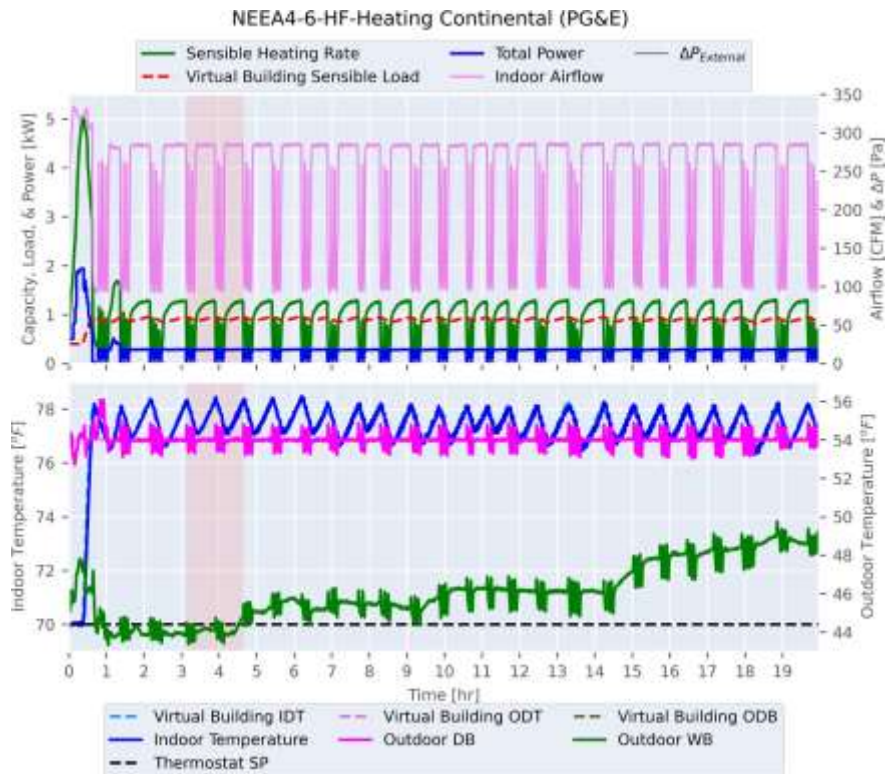 NEEA4-6-HF-Heating Continental (PG&E)
Sensible Heating Rate Total Power ΔP_External
Virtual Building Sensible Load Indoor Airflow
Capacity, Load, & Power [kW]
5
4
3
2
1
0
350
300
250
200
150
100
50
0
Airflow [CFM] & ΔP [Pa]
Indoor Temperature [°F]
78
76
74
72
70
56
54
52
50
48
46
44
Outdoor Temperature [°F]
0 1 2 3 4 5 6 7 8 9 10 11 12 13 14 15 16 17 18 19
Time [hr]
Virtual Building IDT Virtual Building ODT Virtual Building ODB
Indoor Temperature Outdoor DB Outdoor WB
Thermostat SP